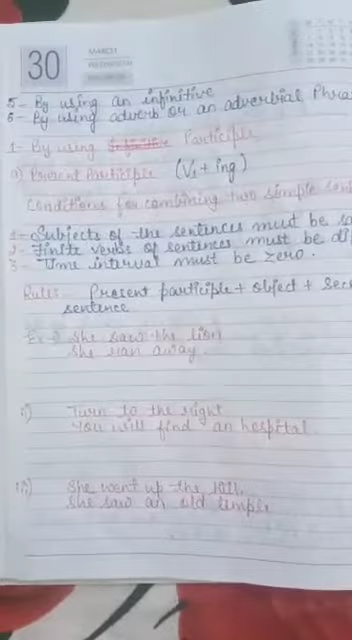 30
MARCH
5- By using an infinitive
6- By using adverb or an adverbial Phra
1- By using Participle
a) Present Participle (V1 + ing)
Conditions for combining two simple sen
1- Subjects of the sentences must be sa
2- Finite verbs of sentences must be dif
3- Time interval must be zero.
Rule- Present participle + object + Sec
sentence
Ex- i) She saw the lion
She ran away.
ii) Turn to the right
You will find an hospital.
iii) She went up the hill.
She saw an old temple